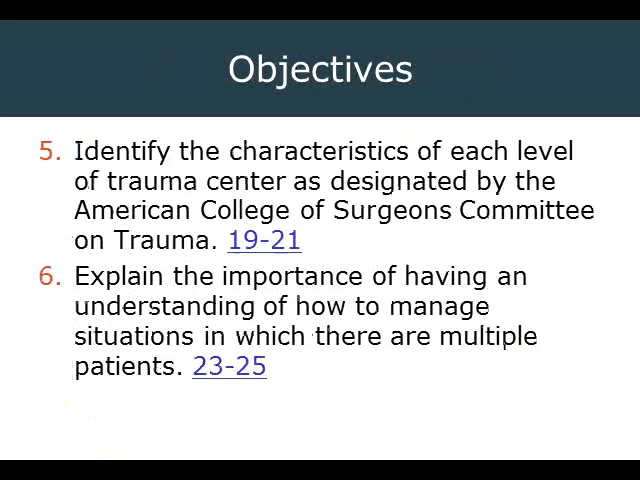 Objectives
5. Identify the characteristics of each level
of trauma center as designated by the
American College of Surgeons Committee
on Trauma. 19-21
6. Explain the importance of having an
understanding of how to manage
situations in which there are multiple
patients. 23-25